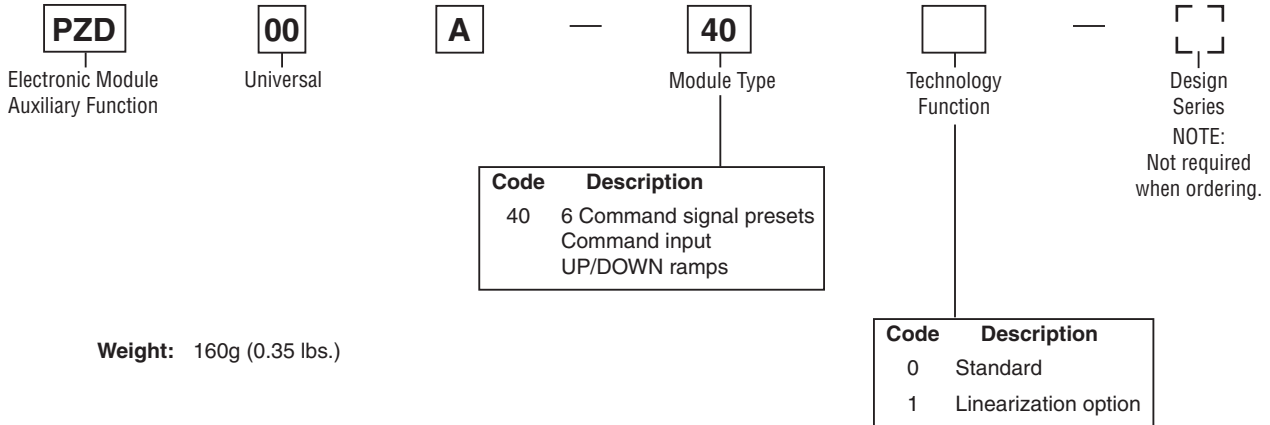 PZD 00 A — 40 —
Electronic Module
Auxiliary Function
Universal
Module Type
Technology
Function
Design
Series
NOTE:
Not required
when ordering.
Code Description
40 6 Command signal presets
Command input
UP/DOWN ramps
Weight: 160g (0.35 lbs.)
Code Description
0 Standard
1 Linearization option